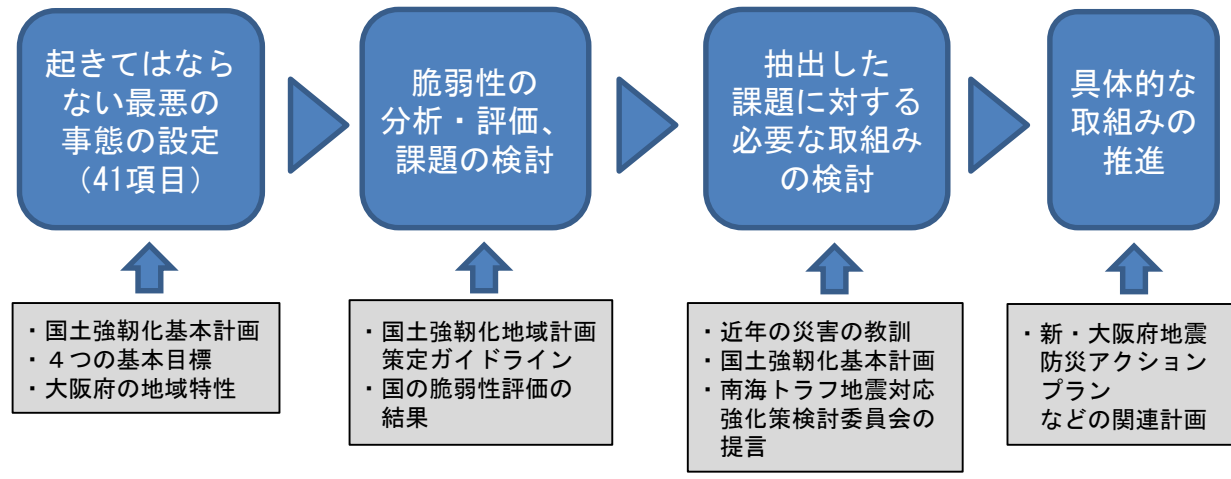 起きてはなら
ない最悪の
事態の設定
（41項目）
脆弱性の
分析・評価、
課題の検討
抽出した
課題に対する
必要な取組み
の検討
具体的な
取組みの
推進
・国土強靭化基本計画
・４つの基本目標
・大阪府の地域特性
・国土強靭化地域計画
策定ガイドライン
・国の脆弱性評価の
結果
・近年の災害の教訓
・国土強靭化基本計画
・南海トラフ地震対応
強化策検討委員会の
提言
・新・大阪府地震
防災アクション
プラン
などの関連計画